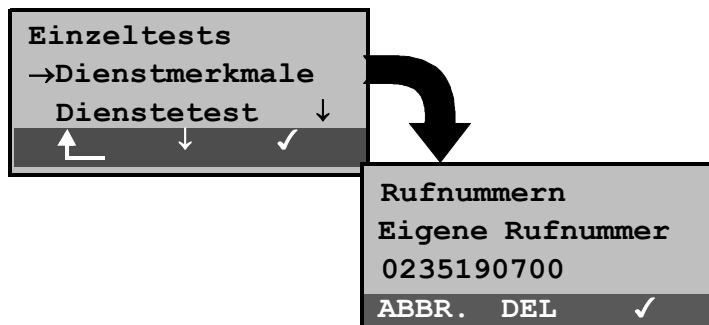 Einzeltests
→Dienstmerkmale
Dienstetest ↓
↓ ✓
Rufnummern
Eigene Rufnummer
0235190700
ABBR. DEL ✓